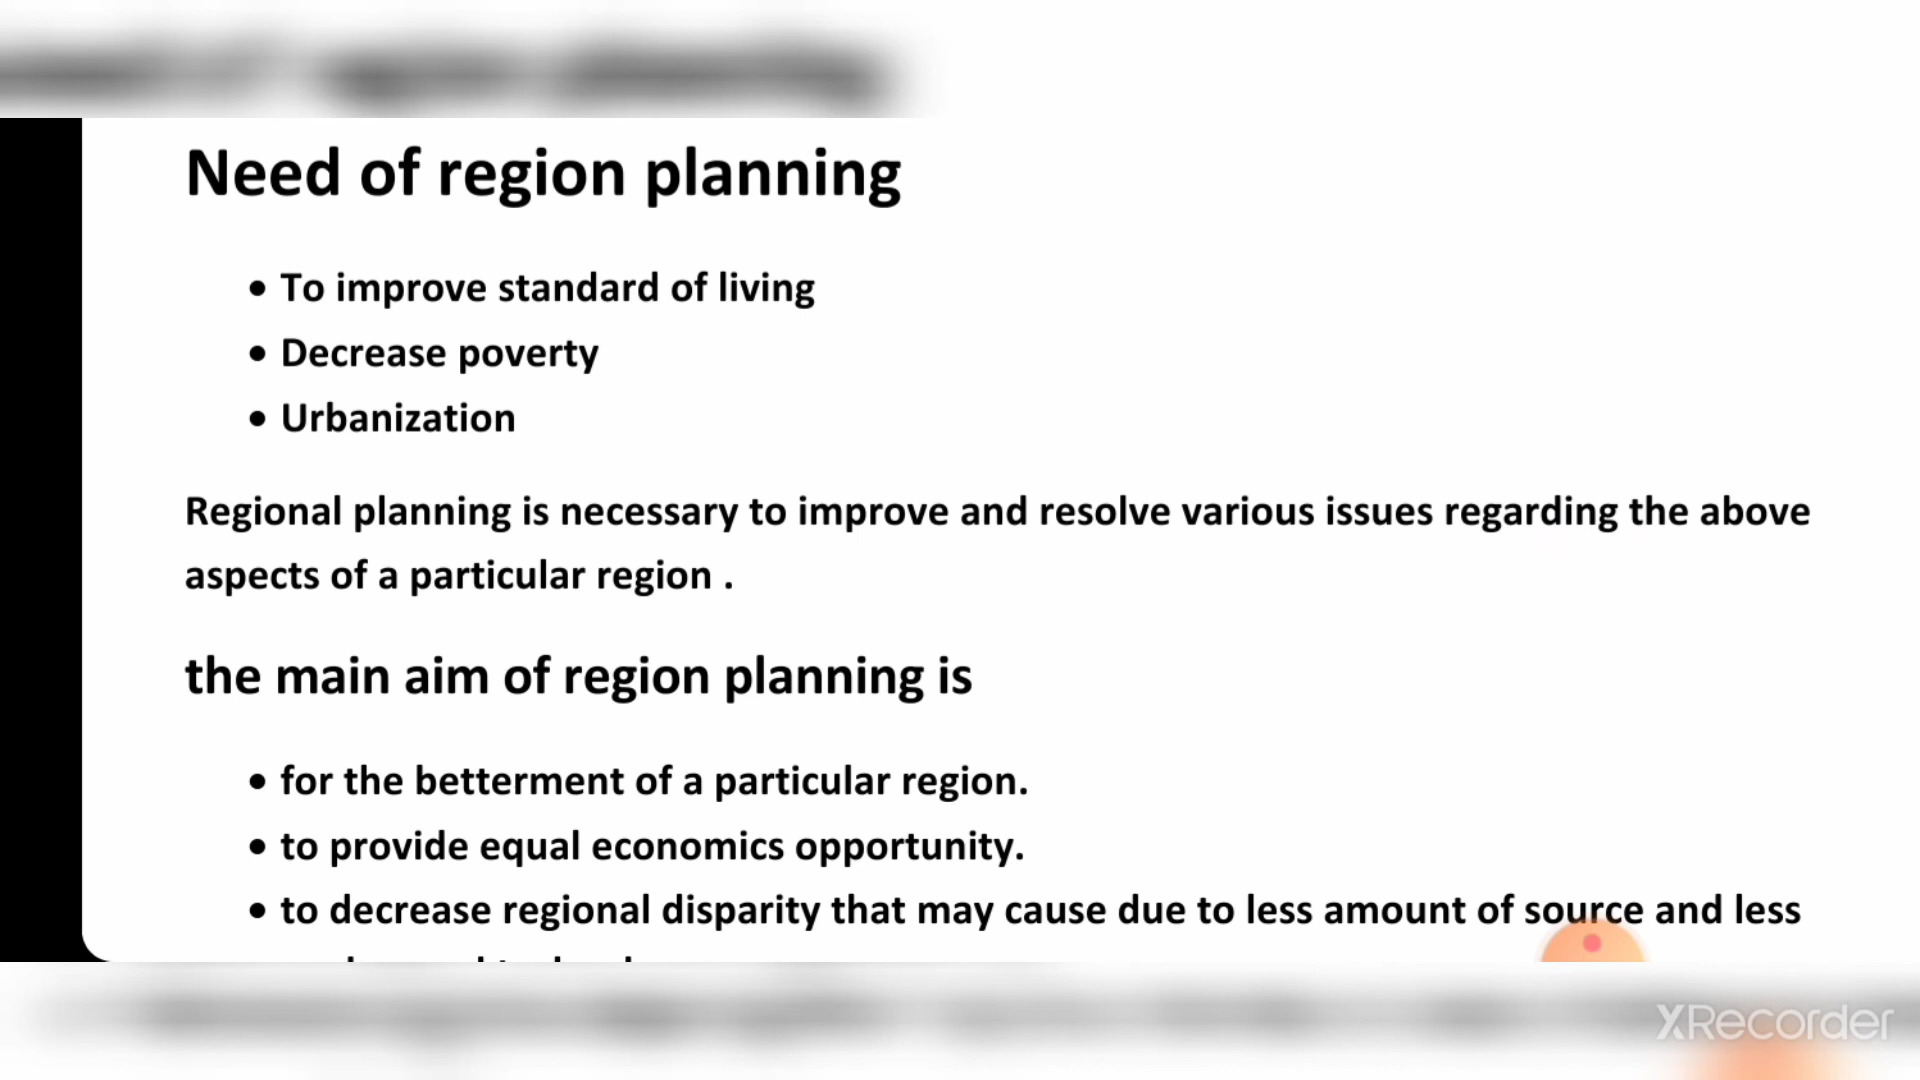 Need of region planning
• To improve standard of living
• Decrease poverty
• Urbanization
Regional planning is necessary to improve and resolve various issues regarding the above
aspects of a particular region .
the main aim of region planning is
• for the betterment of a particular region.
• to provide equal economics opportunity.
• to decrease regional disparity that may cause due to less amount of source and less
XRecorder